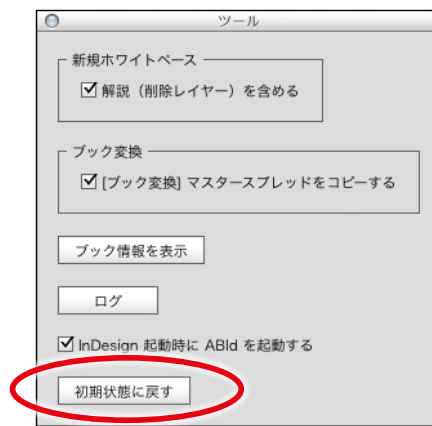 ツール
新規ホワイトベース
解説（削除レイヤー）を含める
ブック変換
[ブック変換] マスタースプレッドをコピーする
ブック情報を表示
ログ
InDesign 起動時に ABId を起動する
初期状態に戻す